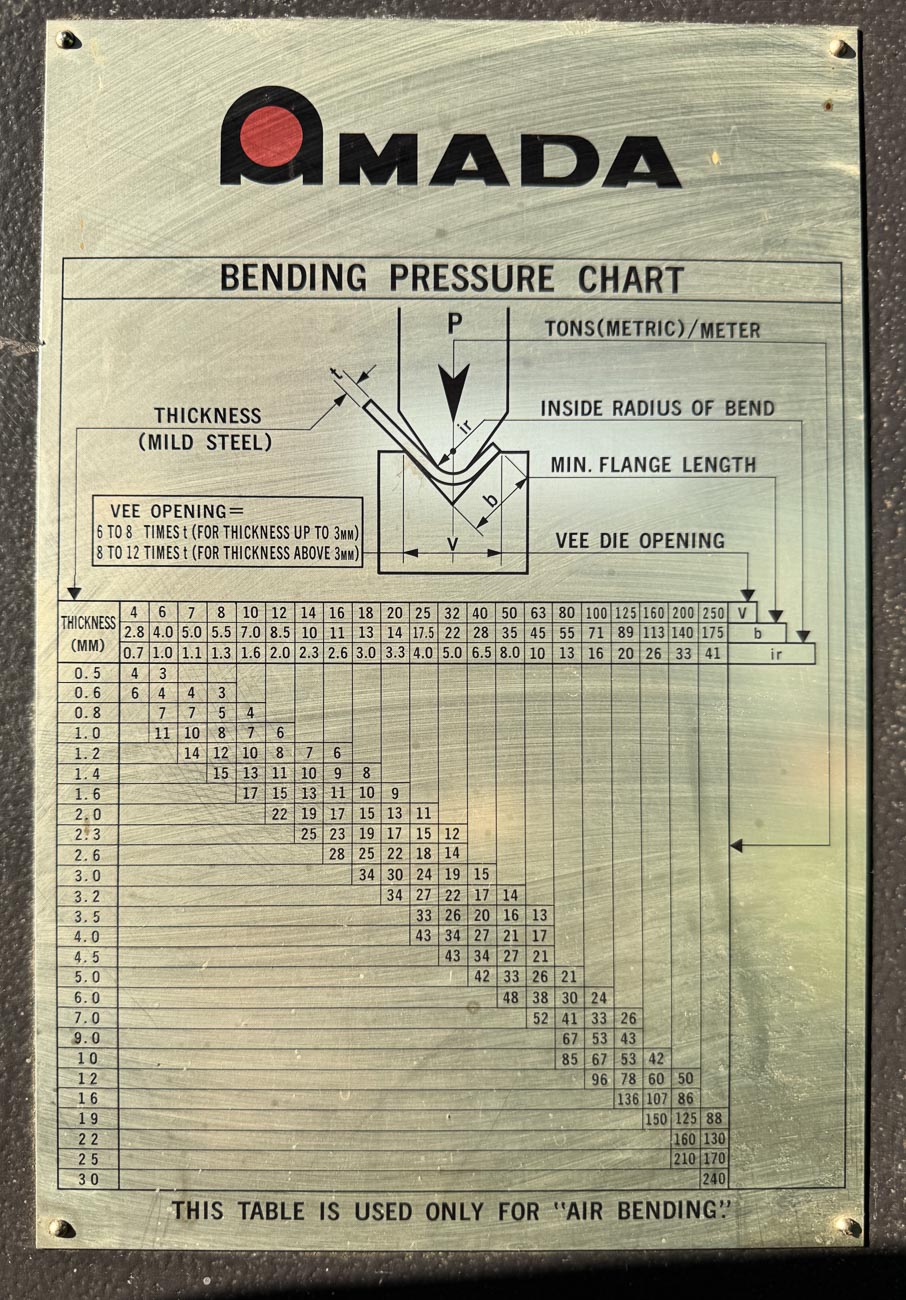 AMADA
BENDING PRESSURE CHART
P
TONS(METRIC)/METER
t
THICKNESS
(MILD STEEL)
ir
INSIDE RADIUS OF BEND
MIN. FLANGE LENGTH
b
VEE OPENING=
6 TO 8 TIMES t (FOR THICKNESS UP TO 3MM)
8 TO 12 TIMES t (FOR THICKNESS ABOVE 3MM)
V
VEE DIE OPENING
THICKNESS
(MM)
4 6 7 8 10 12 14 16 18 20 25 32 40 50 63 80 100 125 160 200 250 V
2.8 4.0 5.0 5.5 7.0 8.5 10 11 13 14 17.5 22 28 35 45 55 71 89 113 140 175 b
0.7 1.0 1.1 1.3 1.6 2.0 2.3 2.6 3.0 3.3 4.0 5.0 6.5 8.0 10 13 16 20 26 33 41 ir
0.5 4 3
0.6 6 4 4 3
0.8 7 7 5 4
1.0 11 10 8 7 6
1.2 14 12 10 8 7 6
1.4 15 13 11 10 9 8
1.6 17 15 13 11 10 9
2.0 22 19 17 15 13 11
2.3 25 23 19 17 15 12
2.6 28 25 22 18 14
3.0 34 30 24 19 15
3.2 34 27 22 17 14
3.5 33 26 20 16 13
4.0 43 34 27 21 17
4.5 43 34 27 21
5.0 42 33 26 21
6.0 48 38 30 24
7.0 52 41 33 26
9.0 67 53 43
10 85 67 53 42
12 96 78 60 50
16 136 107 86
19 150 125 88
22 160 130
25 210 170
30 240
THIS TABLE IS USED ONLY FOR "AIR BENDING."